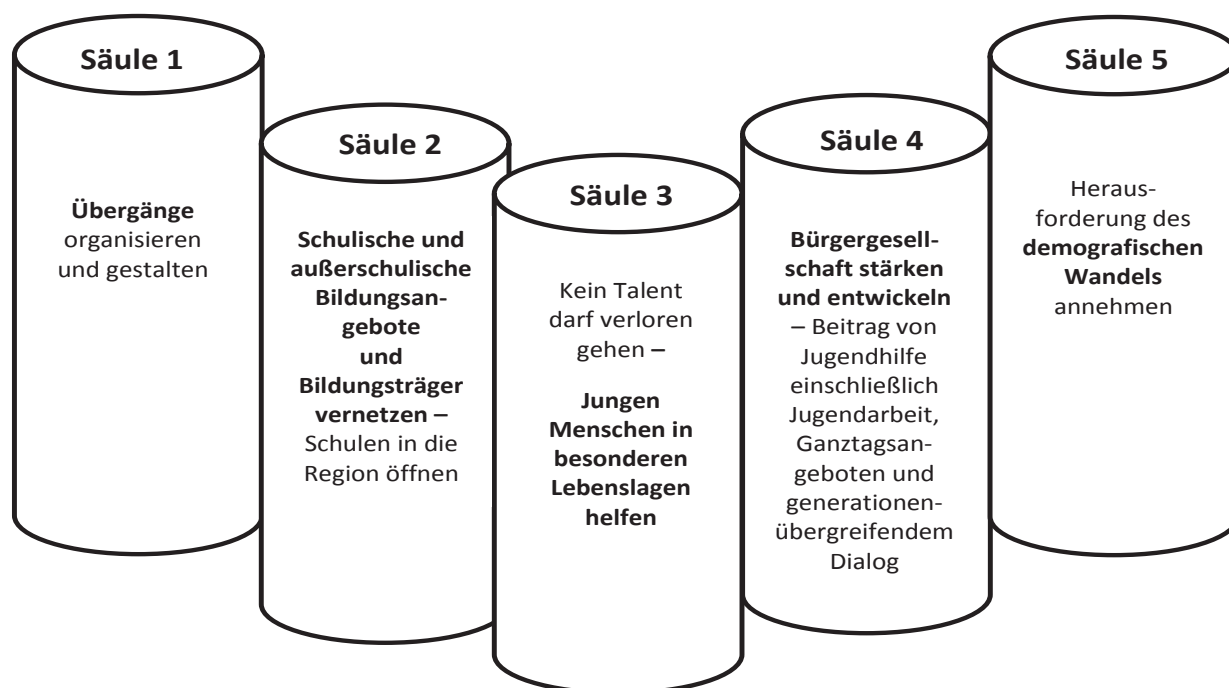 Säule 1
Übergänge
organisieren
und gestalten
Säule 2
Schulische und
außerschulische
Bildungsan-
gebote
und
Bildungsträger
vernetzen –
Schulen in die
Region öffnen
Säule 3
Kein Talent
darf verloren
gehen –
Jungen
Menschen in
besonderen
Lebenslagen
helfen
Säule 4
Bürgergesell-
schaft stärken
und entwickeln
– Beitrag von
Jugendhilfe
einschließlich
Jugendarbeit,
Ganztagsan-
geboten und
generationen-
übergreifendem
Dialog
Säule 5
Heraus-
forderung des
demografischen
Wandels
annehmen